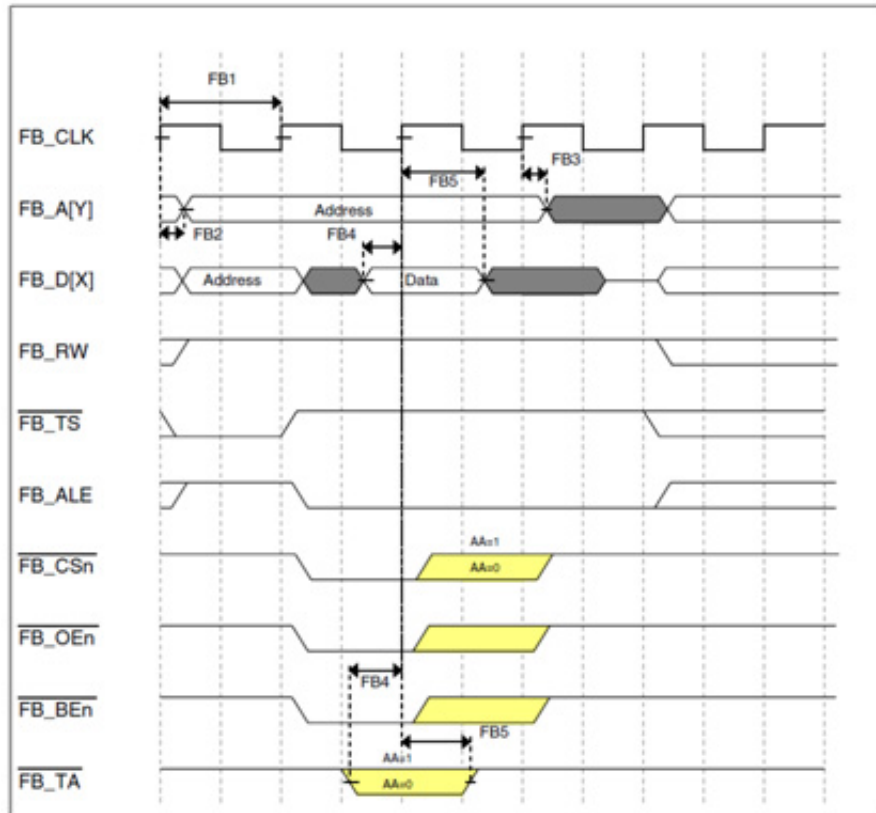 FB1
FB_CLK
FB3
FB5
FB_A[Y]
Address
FB2
FB4
FB_D[X]
Address
Data
FB_RW
FB_TS
FB_ALE
AA=1
FB_CSn
AA=0
FB_OEn
FB4
FB_BEn
FB5
AA=1
FB_TA
AA=0